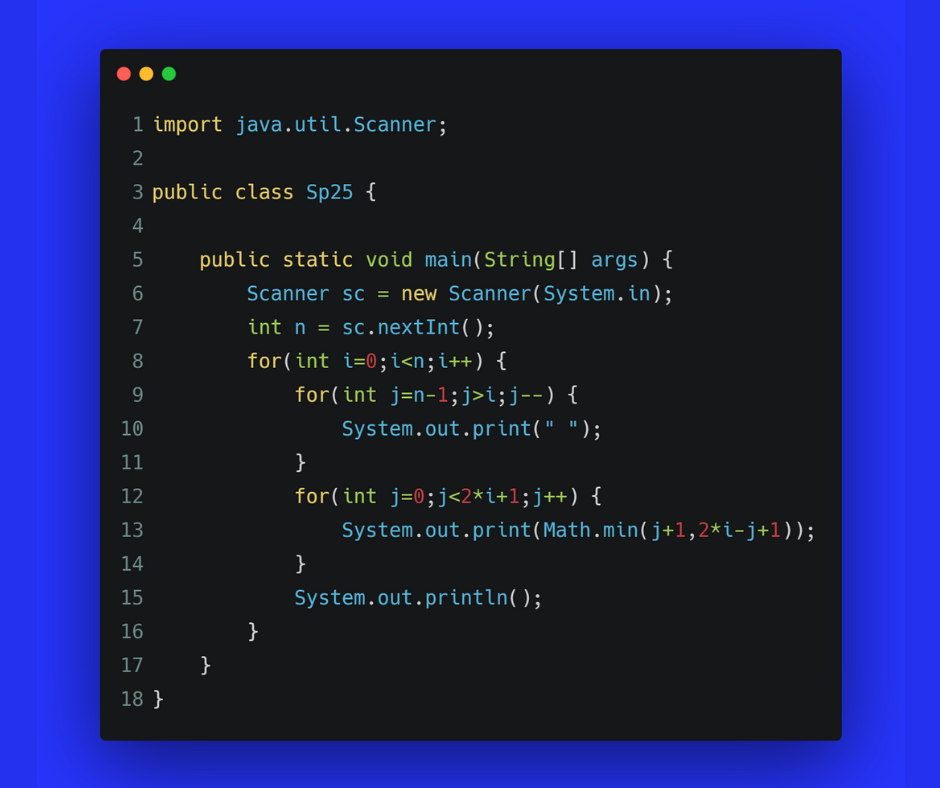 1 import java.util.Scanner;
2
3 public class Sp25 {
4
5     public static void main(String[] args) {
6         Scanner sc = new Scanner(System.in);
7         int n = sc.nextInt();
8         for(int i=0;i<n;i++) {
9             for(int j=n-1;j>i;j--) {
10                 System.out.print(" ");
11             }
12             for(int j=0;j<2*i+1;j++) {
13                 System.out.print(Math.min(j+1,2*i-j+1));
14             }
15             System.out.println();
16         }
17     }
18 }